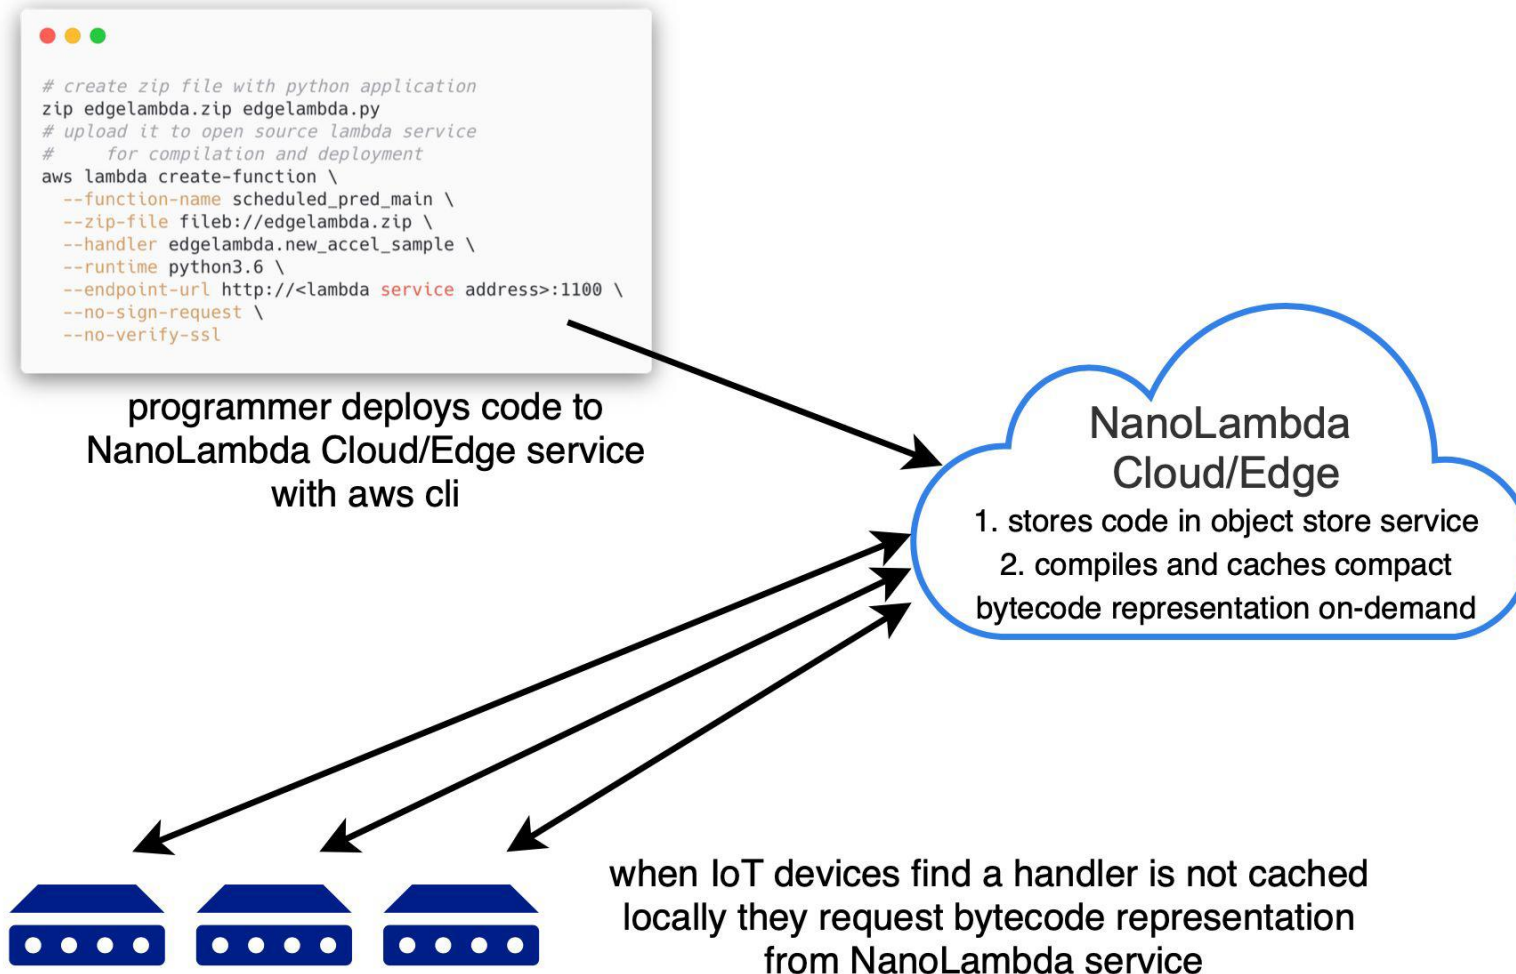 # create zip file with python application
zip edgelambda.zip edgelambda.py
# upload it to open source lambda service
#     for compilation and deployment
aws lambda create-function \
  --function-name scheduled_pred_main \
  --zip-file fileb://edgelambda.zip \
  --handler edgelambda.new_accel_sample \
  --runtime python3.6 \
  --endpoint-url http://<lambda service address>:1100 \
  --no-sign-request \
  --no-verify-ssl
programmer deploys code to
NanoLambda Cloud/Edge service
with aws cli
NanoLambda
Cloud/Edge
1. stores code in object store service
2. compiles and caches compact
bytecode representation on-demand
when IoT devices find a handler is not cached
locally they request bytecode representation
from NanoLambda service